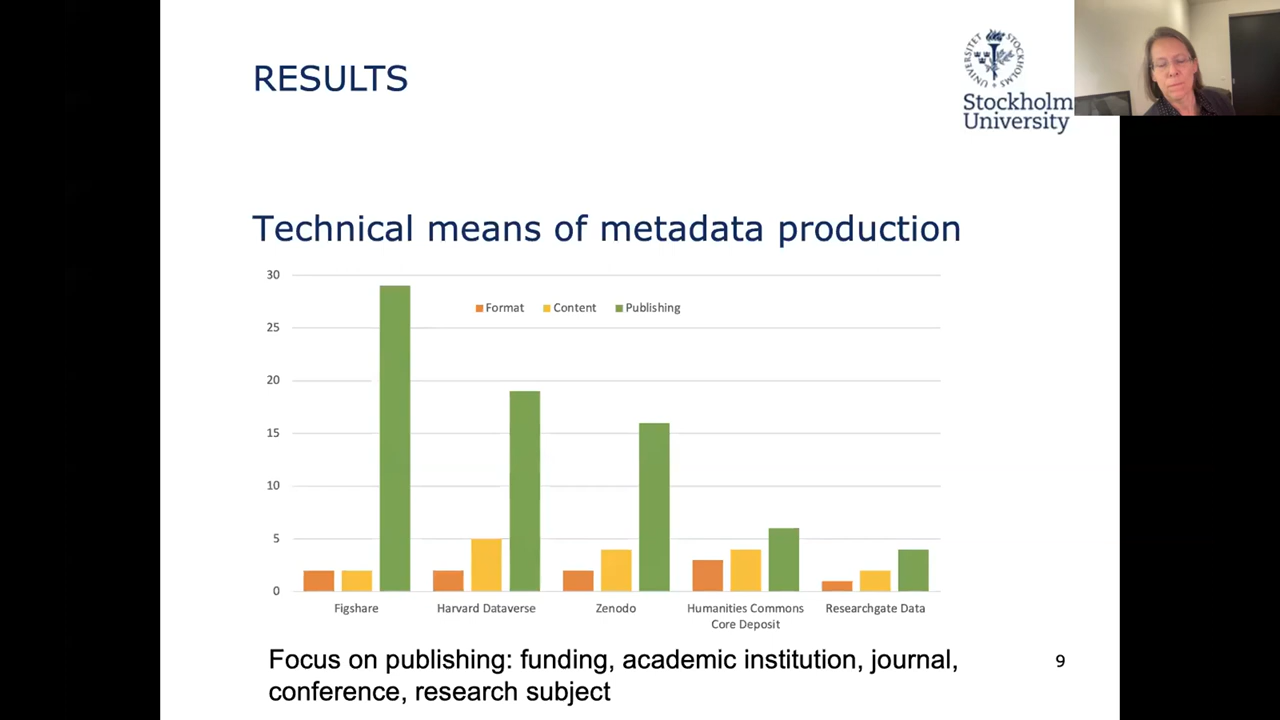 RESULTS
STOCKHOLMS UNIVERSITET
Stockholm
University
Technical means of metadata production
30
25
20
15
10
5
0
Format Content Publishing
Figshare
Harvard Dataverse
Zenodo
Humanities Commons
Core Deposit
Researchgate Data
Focus on publishing: funding, academic institution, journal,
conference, research subject
9